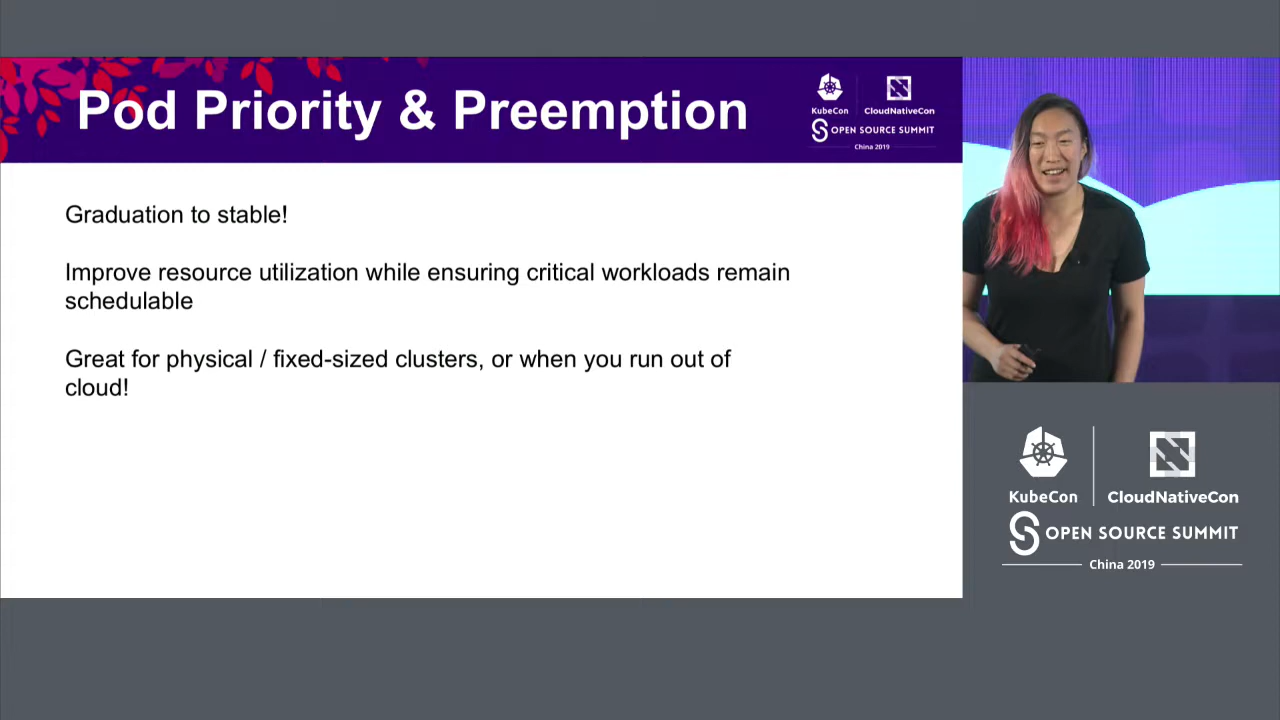 Pod Priority & Preemption
KubeCon
CloudNativeCon
OPEN SOURCE SUMMIT
China 2019
Graduation to stable!
Improve resource utilization while ensuring critical workloads remain
schedulable
Great for physical / fixed-sized clusters, or when you run out of
cloud!
KubeCon
CloudNativeCon
OPEN SOURCE SUMMIT
China 2019